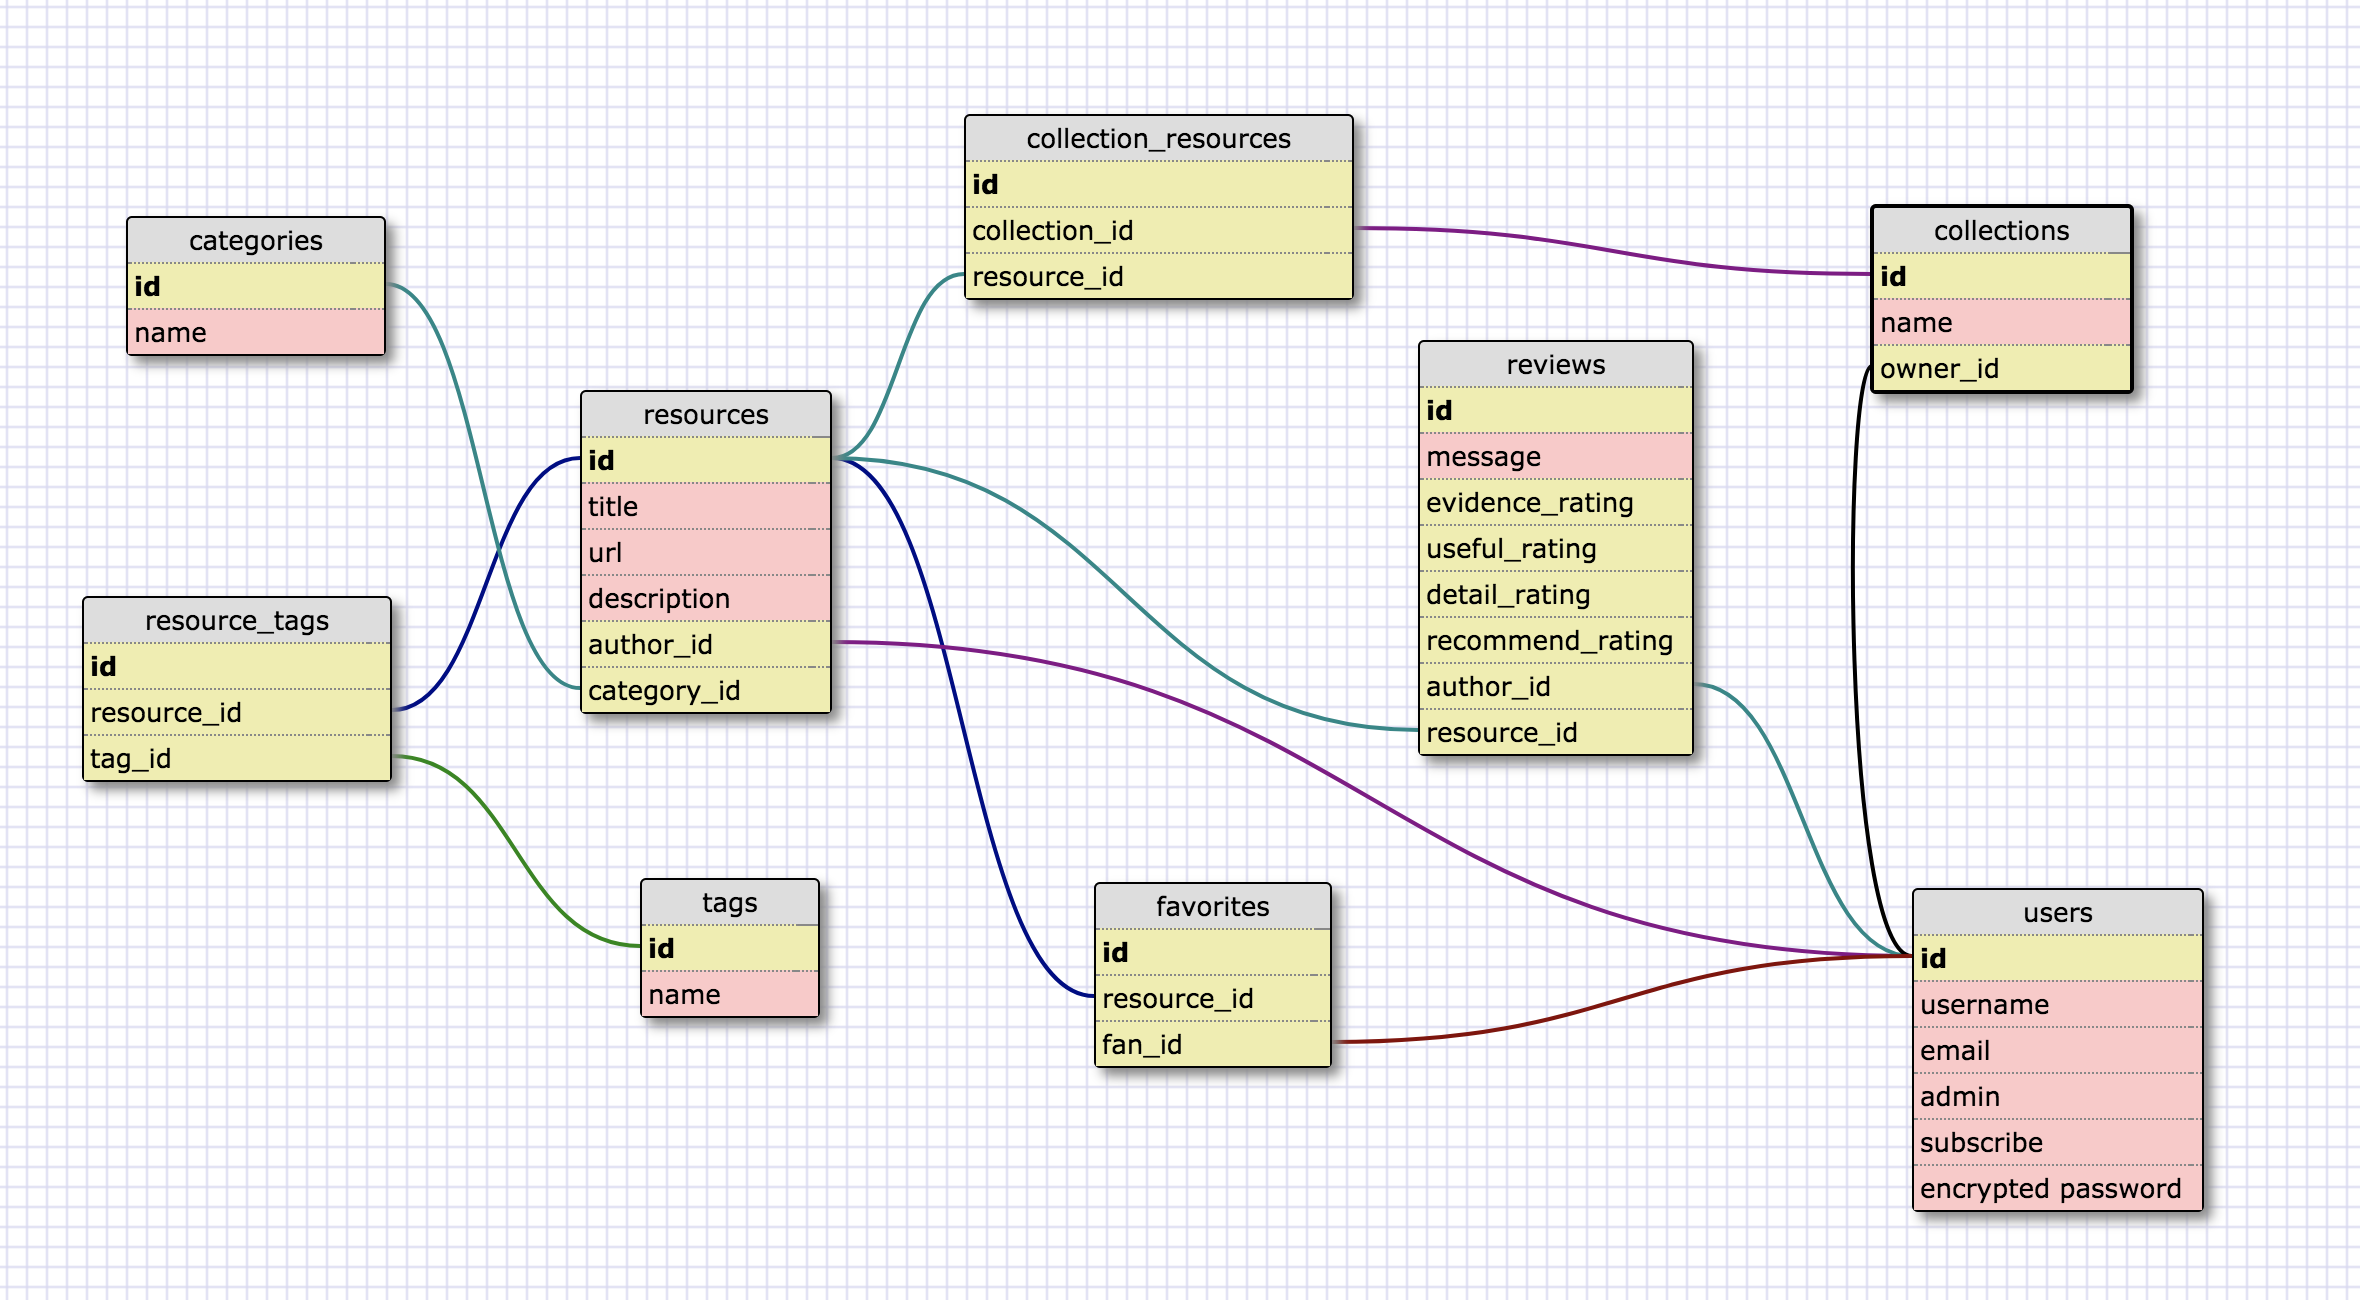 collection_resources
id
collection_id
resource_id
categories
id
name
collections
id
name
owner_id
reviews
id
message
evidence_rating
useful_rating
detail_rating
recommend_rating
author_id
resource_id
resources
id
title
url
description
author_id
category_id
resource_tags
id
resource_id
tag_id
tags
id
name
favorites
id
resource_id
fan_id
users
id
username
email
admin
subscribe
encrypted password